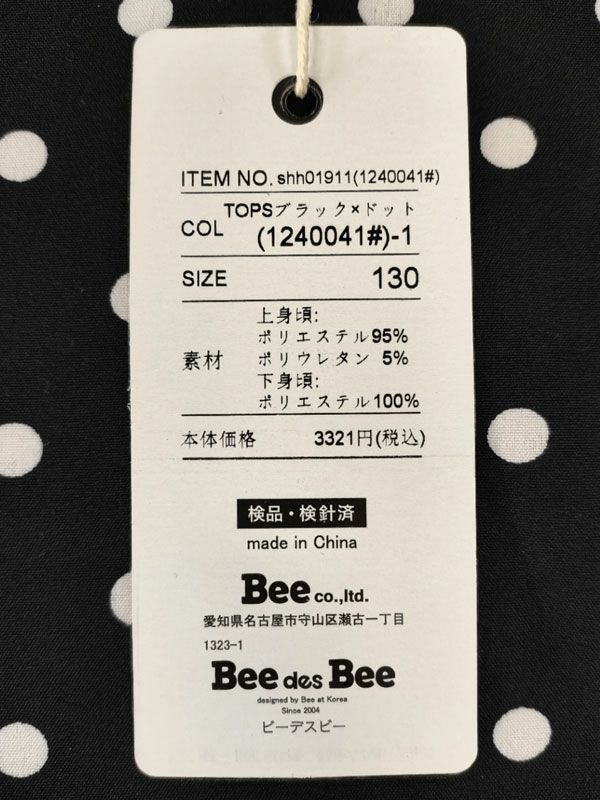 ITEM NO. shh01911(1240041#)
COL TOPSブラック×ドット
(1240041#)-1
SIZE 130
素材 上身頃:
ポリエステル95%
ポリウレタン 5%
下身頃:
ポリエステル100%
本体価格 3321円(税込)
検品・検針済
made in China
Bee co.,ltd.
愛知県名古屋市守山区瀬古一丁目
1323-1
Bee des Bee
designed by Bee at Korea
Since 2004
ビーデスビー